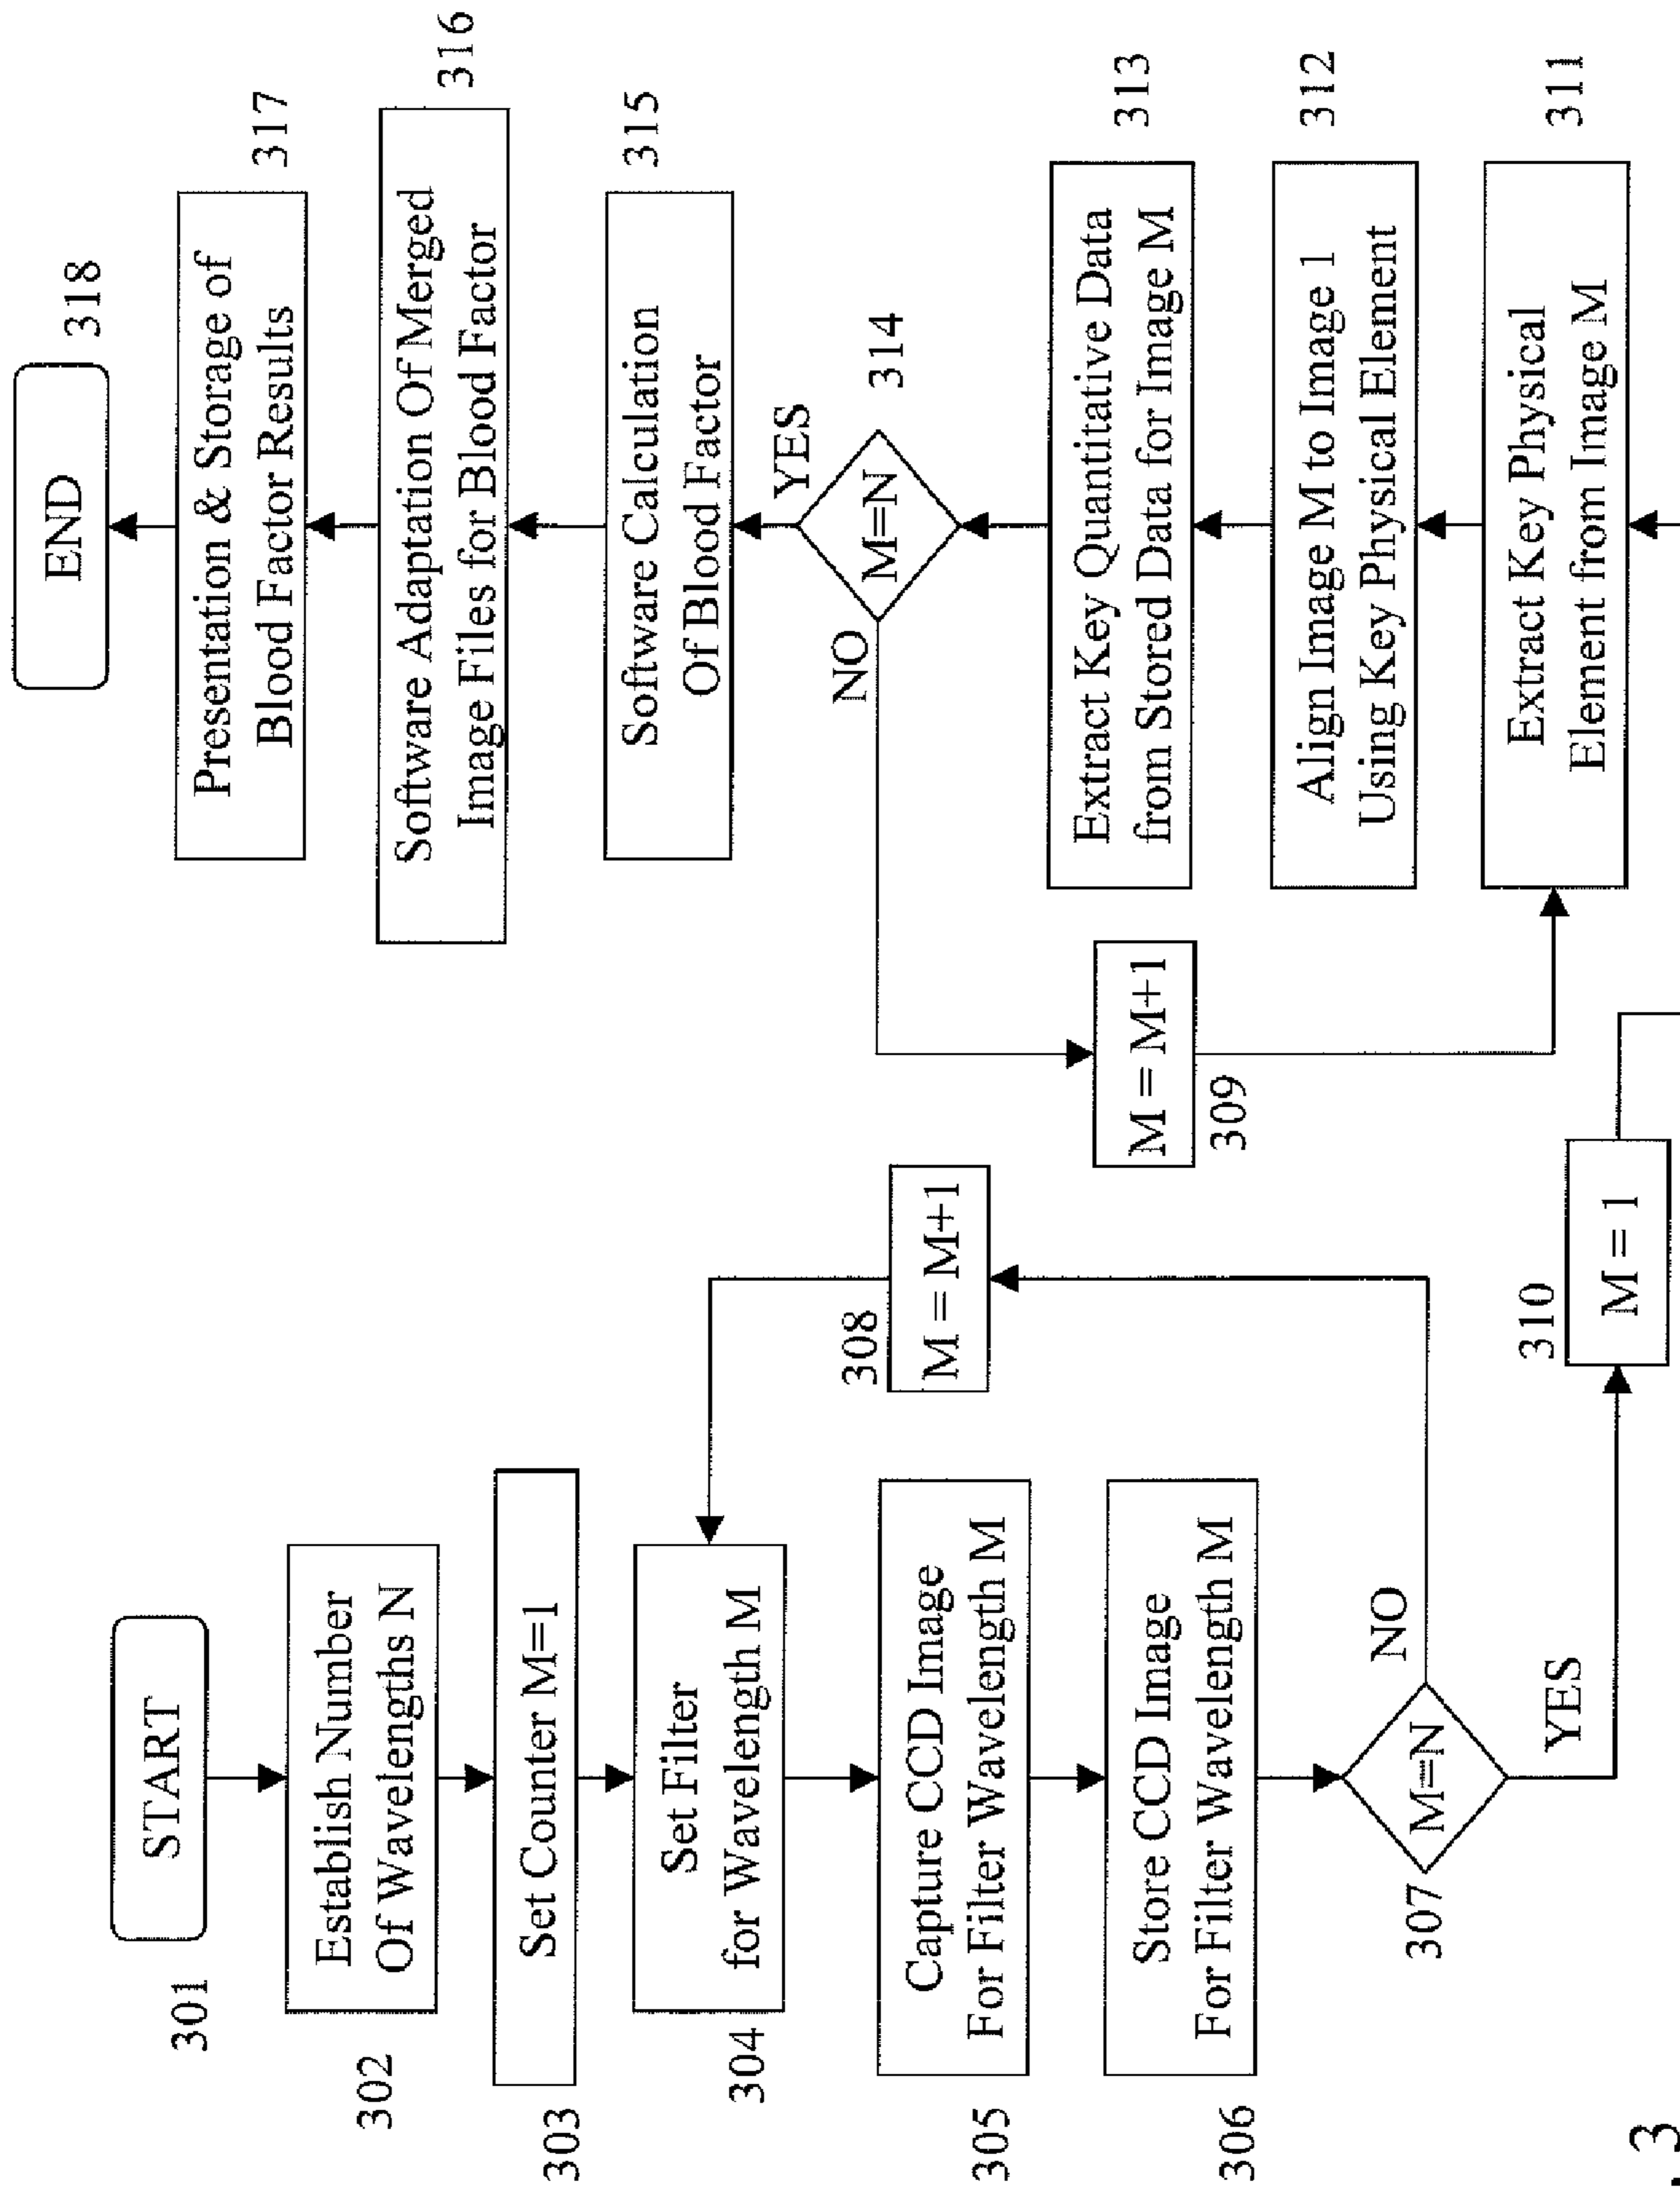 START
301
Establish Number
Of Wavelengths N
302
Set Counter M=1
303
Set Filter
for Wavelength M
304
Capture CCD Image
For Filter Wavelength M
305
Store CCD Image
For Filter Wavelength M
306
M=N
307
NO
YES
M = M+1
308
310
M = 1
M = M+1
309
Extract Key Physical
Element from Image M
311
Align Image M to Image 1
Using Key Physical Element
312
Extract Key Quantitative Data
from Stored Data for Image M
313
M=N
314
NO
YES
Software Calculation
Of Blood Factor
315
Software Adaptation Of Merged
Image Files for Blood Factor
316
Presentation & Storage of
Blood Factor Results
317
END
318
. 3